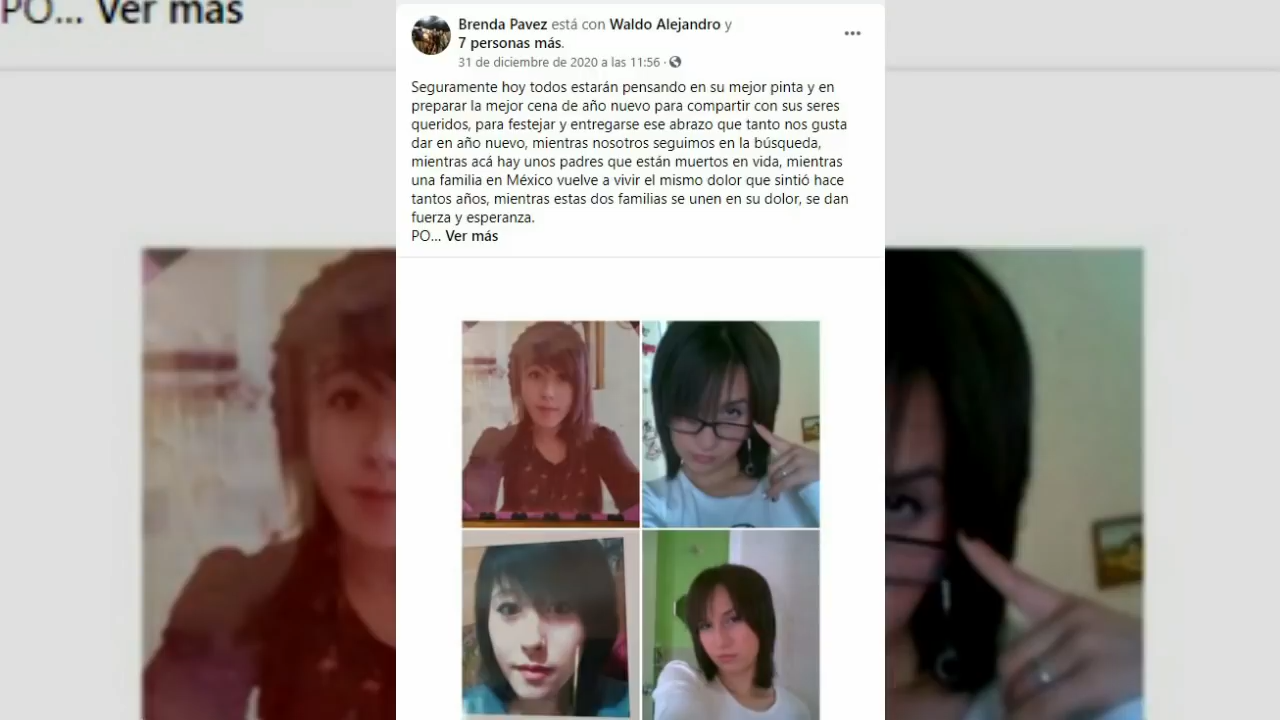 PO... Ver más
Brenda Pavez está con Waldo Alejandro y
7 personas más.
31 de diciembre de 2020 a las 11:56 ·
Seguramente hoy todos estarán pensando en su mejor pinta y en
preparar la mejor cena de año nuevo para compartir con sus seres
queridos, para festejar y entregarse ese abrazo que tanto nos gusta
dar en año nuevo, mientras nosotros seguimos en la búsqueda,
mientras acá hay unos padres que están muertos en vida, mientras
una familia en México vuelve a vivir el mismo dolor que sintió hace
tantos años, mientras estas dos familias se unen en su dolor, se dan
fuerza y esperanza.
PO... Ver más